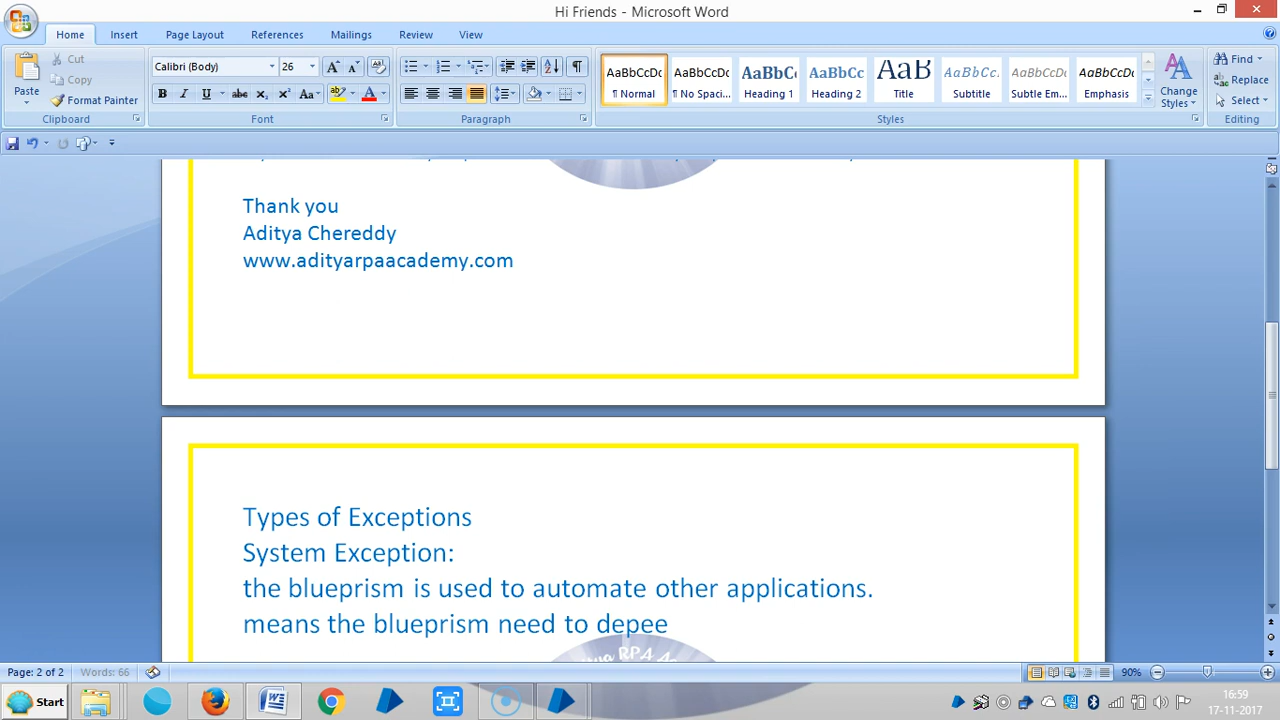 Hi Friends - Microsoft Word
Home Insert Page Layout References Mailings Review View
Paste
Cut
Copy
Format Painter
Clipboard
Calibri (Body) 26
Font
Paragraph
AaBbCcDc AaBbCcDc AaBbCc AaBbCc AaB AaBbCc. AaBbCcDc AaBbCcDc
¶ Normal ¶ No Spaci... Heading 1 Heading 2 Title Subtitle Subtle Em... Emphasis
Change
Styles
Styles
Find
Replace
Select
Editing
Thank you
Aditya Chereddy
www.adityarpaacademy.com
Types of Exceptions
System Exception:
the blueprism is used to automate other applications.
means the blueprism need to depee
Page: 2 of 2 Words: 66 90%
Start 16:59
17-11-2017